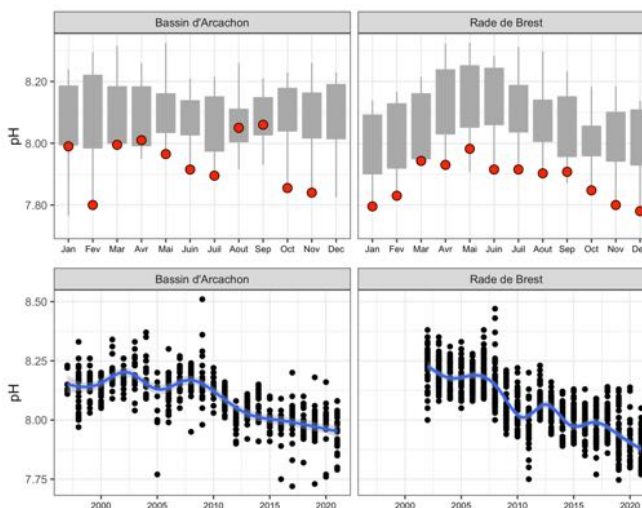 Bassin d'Arcachon
Rade de Brest
8.20
8.00
7.80
pH
Jan Fev Mar Avr Mai Juin Juil Aout Sep Oct Nov Dec
Jan Fev Mar Avr Mai Juin Juil Aout Sep Oct Nov Dec
Bassin d'Arcachon
Rade de Brest
8.50
8.25
8.00
7.75
pH
2000 2005 2010 2015 2020
2000 2005 2010 2015 2020